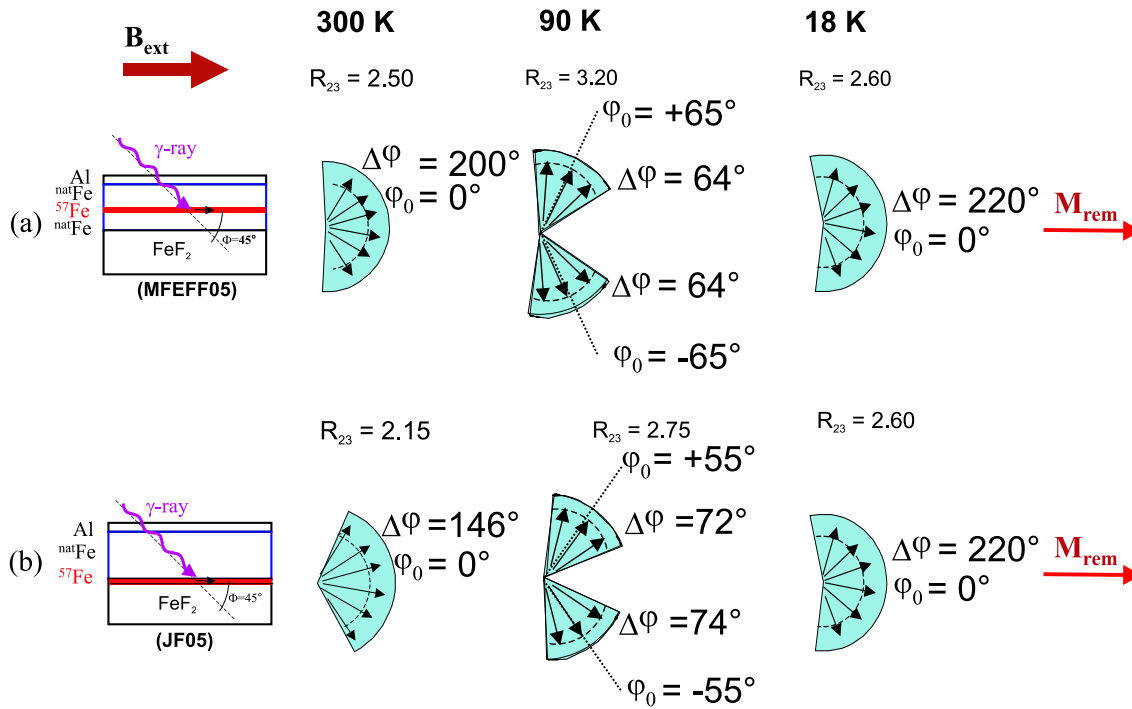 300 K
90 K
18 K
B_ext
R₂₃ = 2.50
R₂₃ = 3.20
R₂₃ = 2.60
φ₀ = +65°
γ-ray
Δφ = 200°
φ₀ = 0°
Δφ = 64°
Al
natFe
57Fe
natFe
(a)
Φ=45°
FeF₂
(MFEFF05)
Δφ = 220°
φ₀ = 0°
M_rem
Δφ = 64°
φ₀ = -65°
R₂₃ = 2.15
R₂₃ = 2.75
R₂₃ = 2.60
φ₀ = +55°
γ-ray
Al
natFe
57Fe
(b)
Φ=45°
FeF₂
(JF05)
Δφ =146°
φ₀ = 0°
Δφ =72°
Δφ = 220°
φ₀ = 0°
M_rem
Δφ =74°
φ₀ = -55°